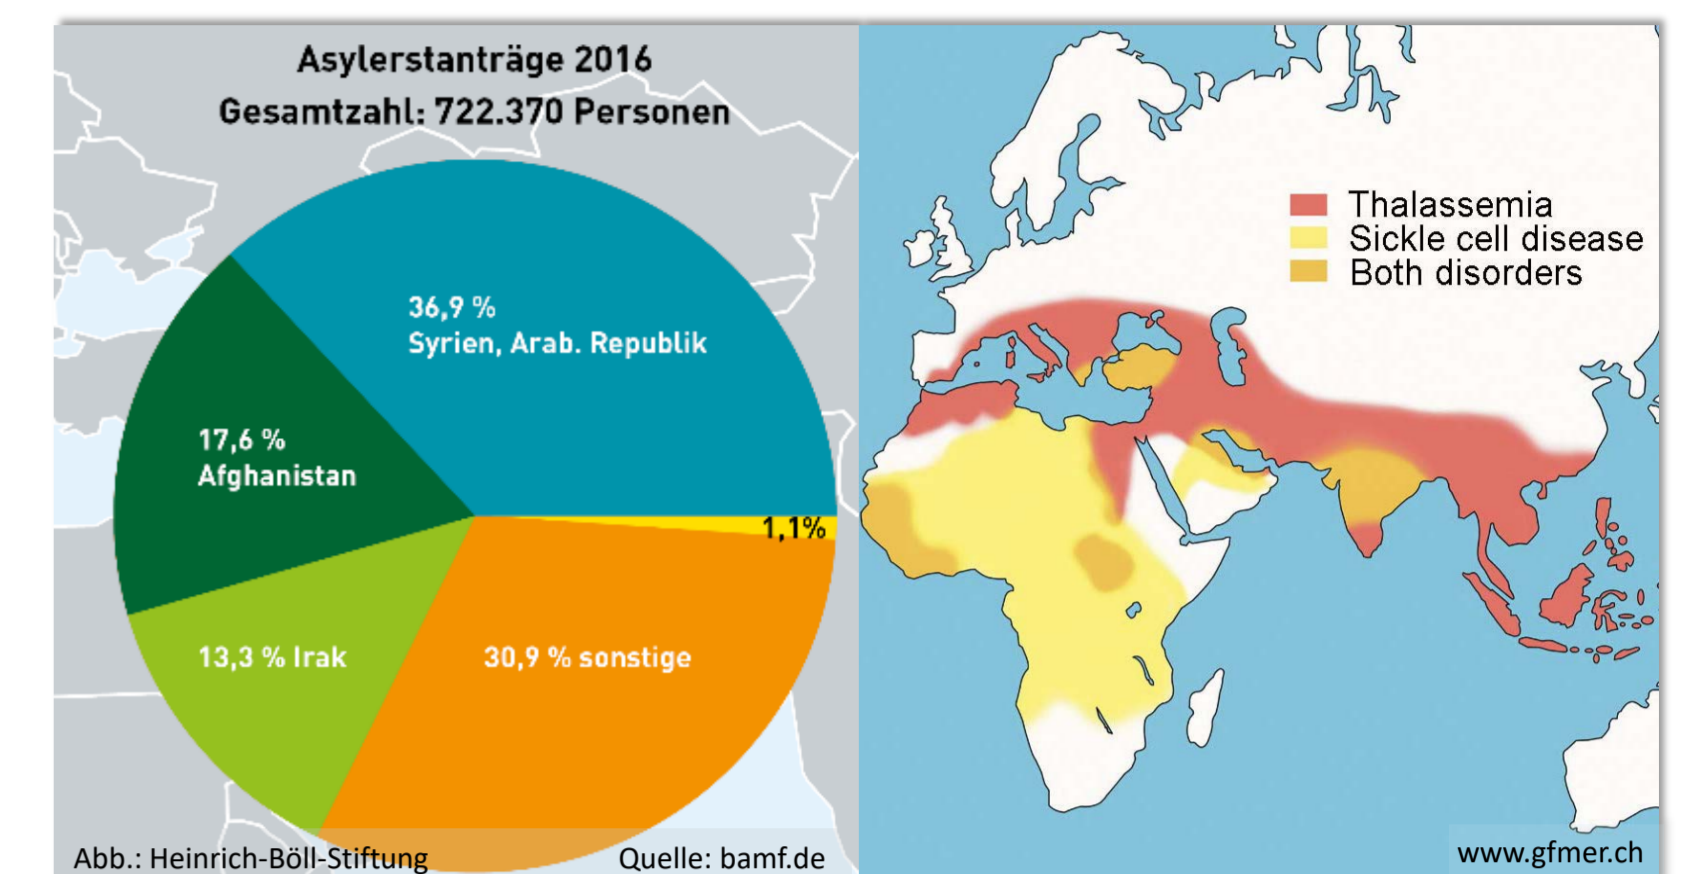 Asylerstanträge 2016
Gesamtzahl: 722.370 Personen
36,9 %
Syrien, Arab. Republik
17,6 %
Afghanistan
1,1%
13,3 % Irak
30,9 % sonstige
Abb.: Heinrich-Böll-Stiftung
Quelle: bamf.de
Thalassemia
Sickle cell disease
Both disorders
www.gfmer.ch